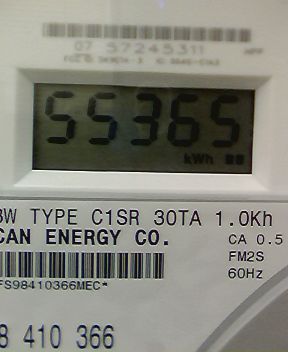 07 57245311
55365
kWh
3W TYPE C1SR 30TA 1.0Kh
CAN ENERGY CO.
CA 0.5
FM2S
60Hz
FS98410366MEC*
8 410 366